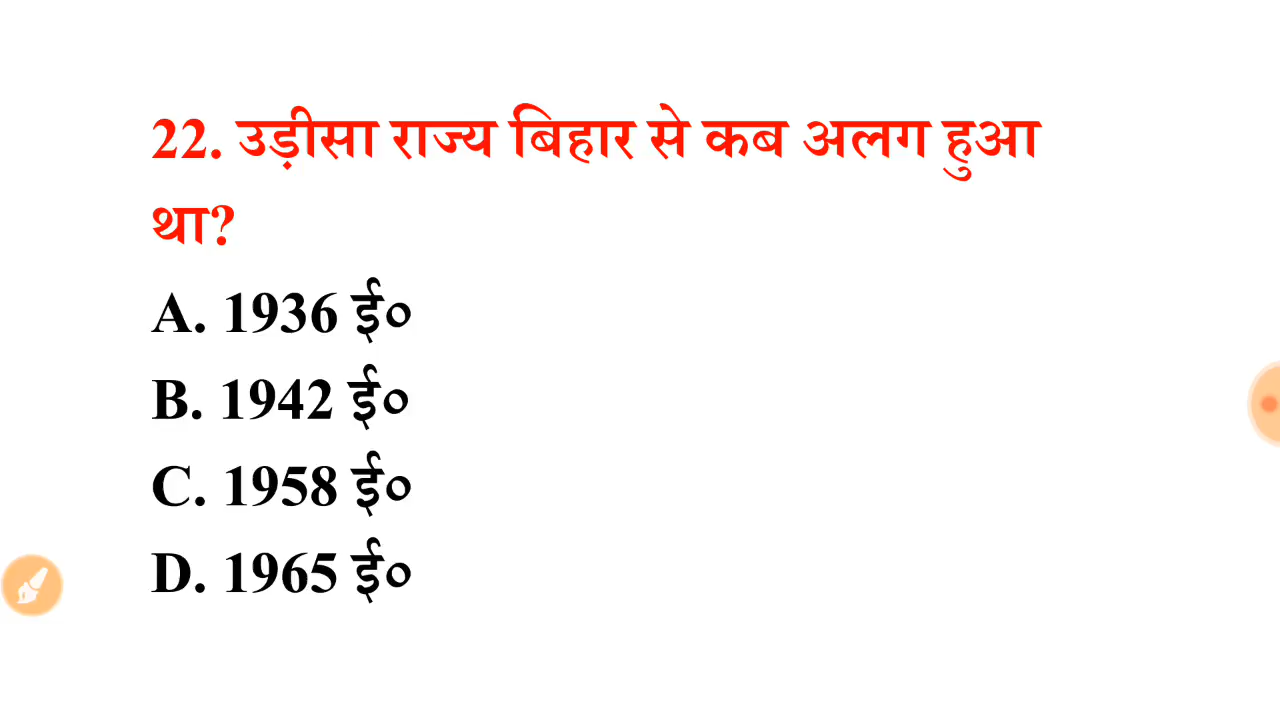 22. उड़ीसा राज्य बिहार से कब अलग हुआ
था?
A. 1936 ई०
B. 1942 ई०
C. 1958 ई०
D. 1965 ई०